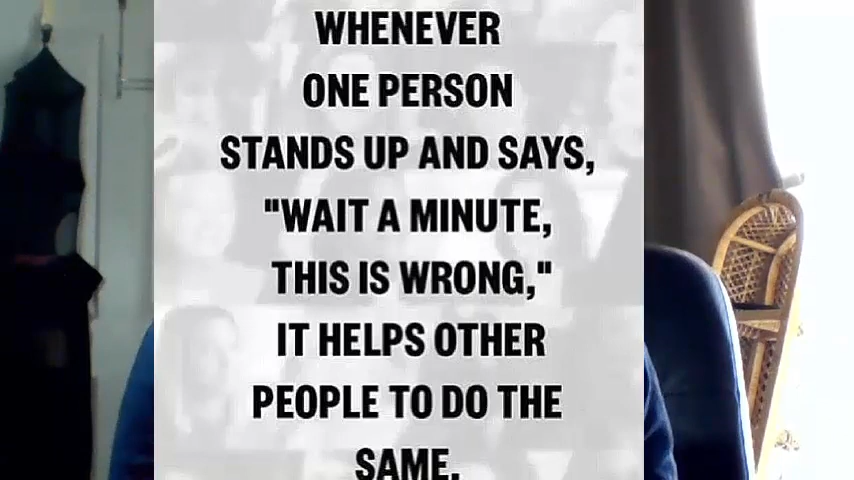 WHENEVER
ONE PERSON
STANDS UP AND SAYS,
"WAIT A MINUTE,
THIS IS WRONG,"
IT HELPS OTHER
PEOPLE TO DO THE
SAME.